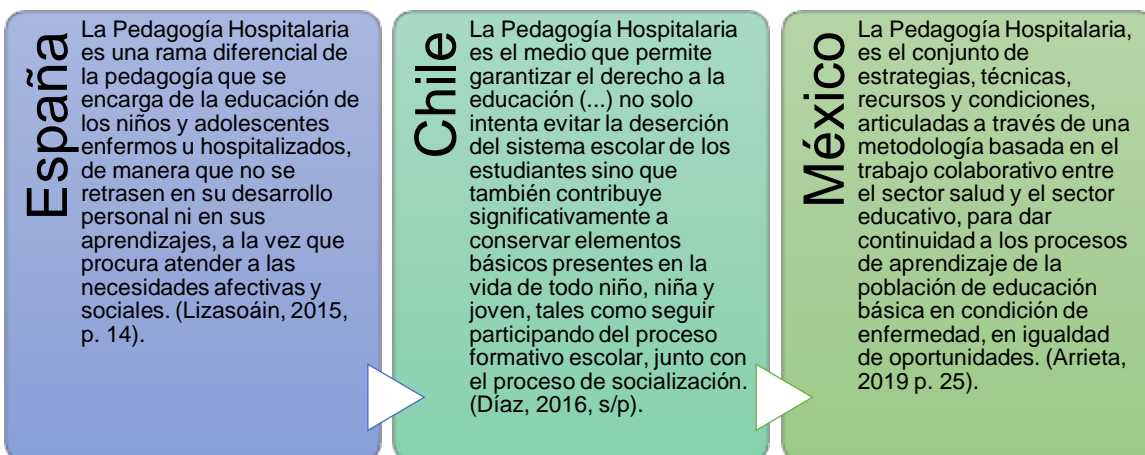 España
La Pedagogía Hospitalaria
es una rama diferencial de
la pedagogía que se
encarga de la educación de
los niños y adolescentes
enfermos u hospitalizados,
de manera que no se
retrasen en su desarrollo
personal ni en sus
aprendizajes, a la vez que
procura atender a las
necesidades afectivas y
sociales. (Lizasoáin, 2015,
p. 14).
Chile
La Pedagogía Hospitalaria
es el medio que permite
garantizar el derecho a la
educación (...) no solo
intenta evitar la deserción
del sistema escolar de los
estudiantes sino que
también contribuye
significativamente a
conservar elementos
básicos presentes en la
vida de todo niño, niña y
joven, tales como seguir
participando del proceso
formativo escolar, junto con
el proceso de socialización.
(Díaz, 2016, s/p).
México
La Pedagogía Hospitalaria,
es el conjunto de
estrategias, técnicas,
recursos y condiciones,
articuladas a través de una
metodología basada en el
trabajo colaborativo entre
el sector salud y el sector
educativo, para dar
continuidad a los procesos
de aprendizaje de la
población de educación
básica en condición de
enfermedad, en igualdad
de oportunidades. (Arrieta,
2019 p. 25).